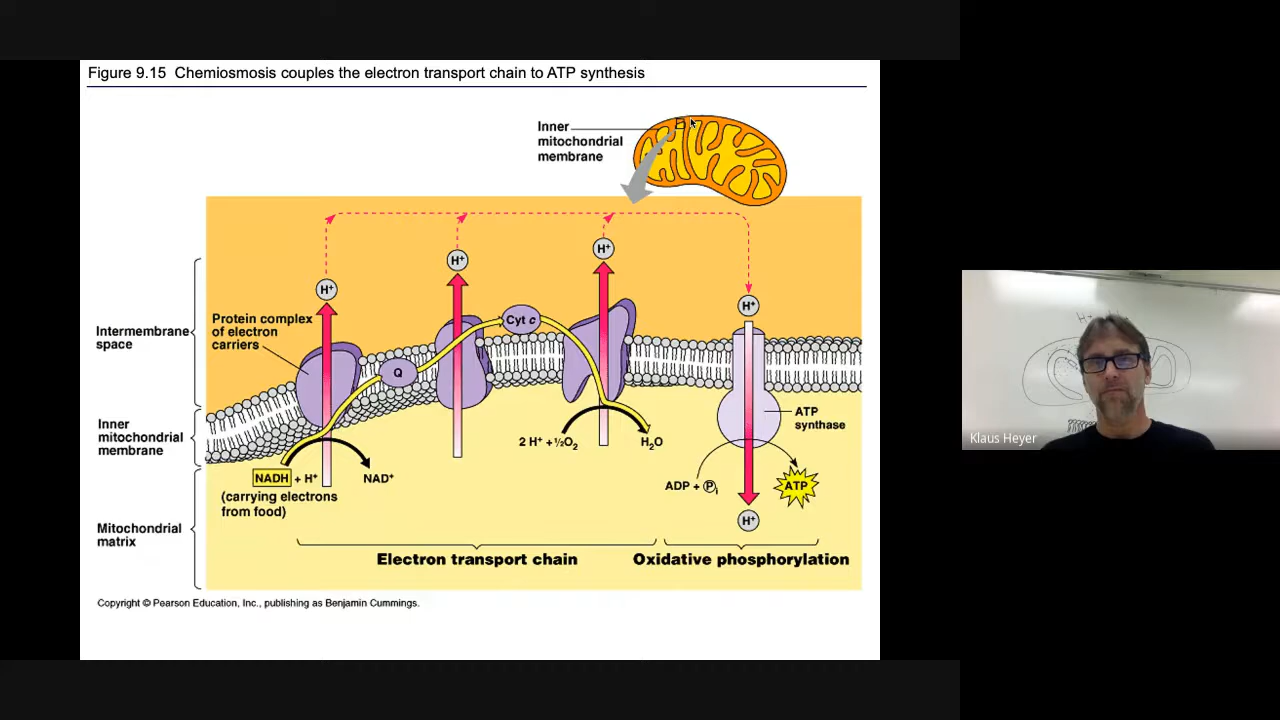 Figure 9.15 Chemiosmosis couples the electron transport chain to ATP synthesis
Inner
mitochondrial
membrane
H⁺
H⁺
H⁺
H⁺
Protein complex
of electron
carriers
Cyt c
Q
Intermembrane
space
Inner
mitochondrial
membrane
Mitochondrial
matrix
ATP
synthase
2 H⁺ + ½O₂
H₂O
NADH + H⁺
NAD⁺
(carrying electrons
from food)
ADP + Pᵢ
ATP
H⁺
Electron transport chain
Oxidative phosphorylation
Copyright © Pearson Education, Inc., publishing as Benjamin Cummings.
Klaus Heyer